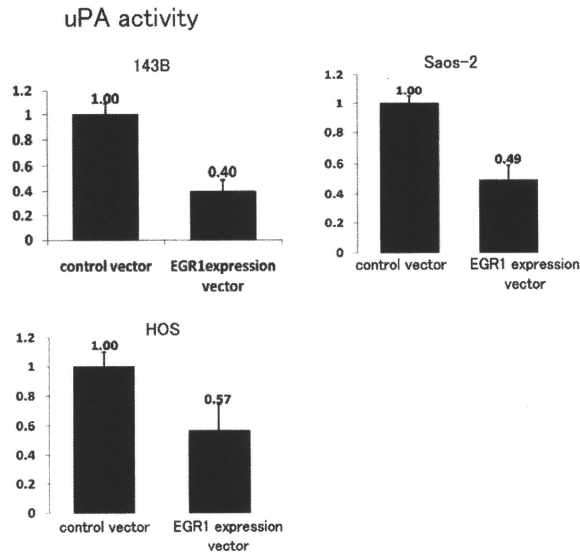 uPA activity
143B
1.2
1
0.8
0.6
0.4
0.2
0
1.00
0.40
control vector
EGR1expression
vector
Saos-2
1.2
1
0.8
0.6
0.4
0.2
0
1.00
0.49
control vector
EGR1 expression
vector
HOS
1.2
1
0.8
0.6
0.4
0.2
0
1.00
0.57
control vector
EGR1 expression
vector